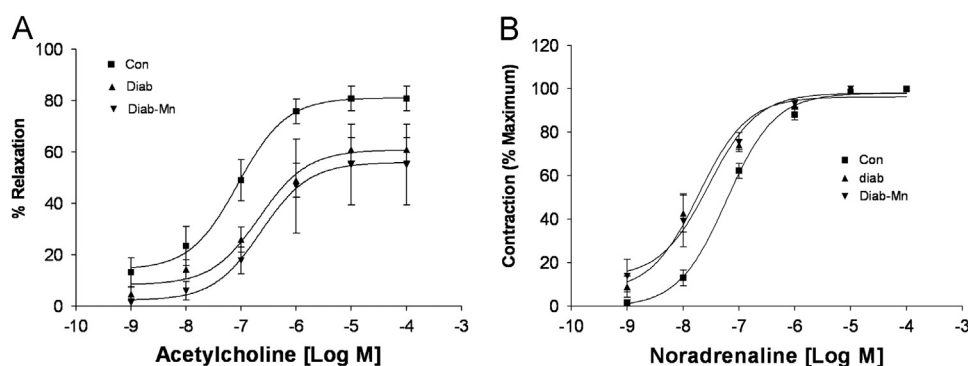 A
100
80
60
40
20
0
% Relaxation
Con
Diab
Diab-Mn
-10 -9 -8 -7 -6 -5 -4 -3
Acetylcholine [Log M]
B
120
100
80
60
40
20
0
Contraction (% Maximum)
Con
diab
Diab-Mn
-10 -9 -8 -7 -6 -5 -4 -3
Noradrenaline [Log M]